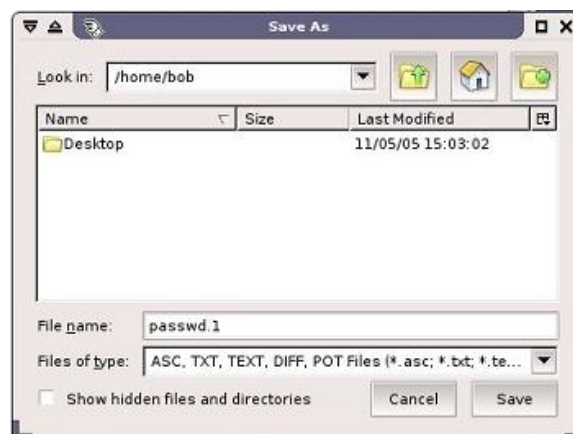 Save As
Look in: /home/bob
Name Size Last Modified
Desktop 11/05/05 15:03:02
File name: passwd.1
Files of type: ASC, TXT, TEXT, DIFF, POT Files (*.asc; *.txt; *.te...
Show hidden files and directories Cancel Save